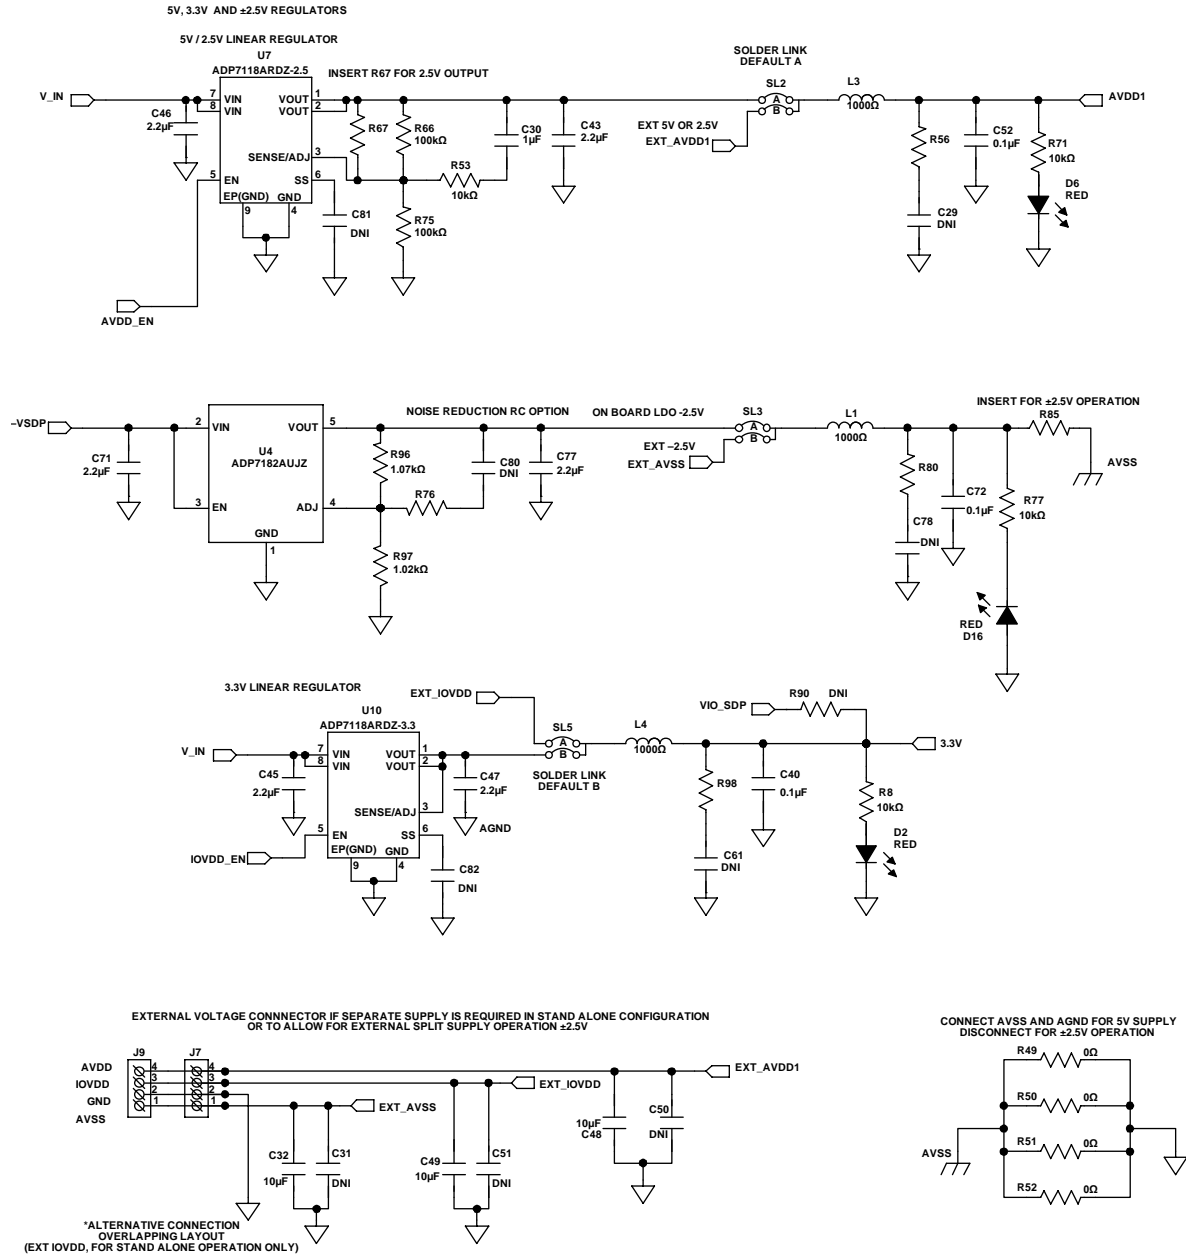 5V, 3.3V AND ±2.5V REGULATORS
5V / 2.5V LINEAR REGULATOR
U7
ADP7118ARDZ-2.5
INSERT R67 FOR 2.5V OUTPUT
SOLDER LINK
DEFAULT A
V_IN
C46
2.2µF
7 VIN
8 VIN
VOUT 1
VOUT 2
SENSE/ADJ 3
5 EN
SS 6
EP(GND) GND
9 4
R67
R66
100kΩ
C30
1µF
C43
2.2µF
R53
10kΩ
C81
DNI
R75
100kΩ
EXT 5V OR 2.5V
EXT_AVDD1
SL2
A
B
L3
1000Ω
AVDD1
R56
C52
0.1µF
R71
10kΩ
C29
DNI
D6
RED
AVDD_EN
–VSDP
C71
2.2µF
2 VIN
VOUT 5
U4
ADP7182AUJZ
3 EN
ADJ 4
GND
1
NOISE REDUCTION RC OPTION
ON BOARD LDO -2.5V
R96
1.07kΩ
C80
DNI
C77
2.2µF
R76
R97
1.02kΩ
EXT –2.5V
EXT_AVSS
SL3
A
B
L1
1000Ω
INSERT FOR ±2.5V OPERATION
R85
AVSS
R80
C72
0.1µF
R77
10kΩ
C78
DNI
RED
D16
3.3V LINEAR REGULATOR
U10
ADP7118ARDZ-3.3
V_IN
C45
2.2µF
7 VIN
8 VIN
VOUT 1
VOUT 2
SENSE/ADJ 3
5 EN
SS 6
EP(GND) GND
9 4
IOVDD_EN
C47
2.2µF
AGND
C82
DNI
EXT_IOVDD
SL5
A
B
SOLDER LINK
DEFAULT B
L4
1000Ω
VIO_SDP
R90 DNI
3.3V
R98
C40
0.1µF
R8
10kΩ
C61
DNI
D2
RED
EXTERNAL VOLTAGE CONNNECTOR IF SEPARATE SUPPLY IS REQUIRED IN STAND ALONE CONFIGURATION
OR TO ALLOW FOR EXTERNAL SPLIT SUPPLY OPERATION ±2.5V
J9 J7
AVDD 4 4
IOVDD 3 3
GND 2 2
AVSS 1 1
EXT_AVDD1
EXT_IOVDD
EXT_AVSS
C32
10µF
C31
DNI
C49
10µF
C51
DNI
10µF
C48
C50
DNI
*ALTERNATIVE CONNECTION
OVERLAPPING LAYOUT
(EXT IOVDD, FOR STAND ALONE OPERATION ONLY)
CONNECT AVSS AND AGND FOR 5V SUPPLY
DISCONNECT FOR ±2.5V OPERATION
R49 0Ω
R50 0Ω
R51 0Ω
R52 0Ω
AVSS